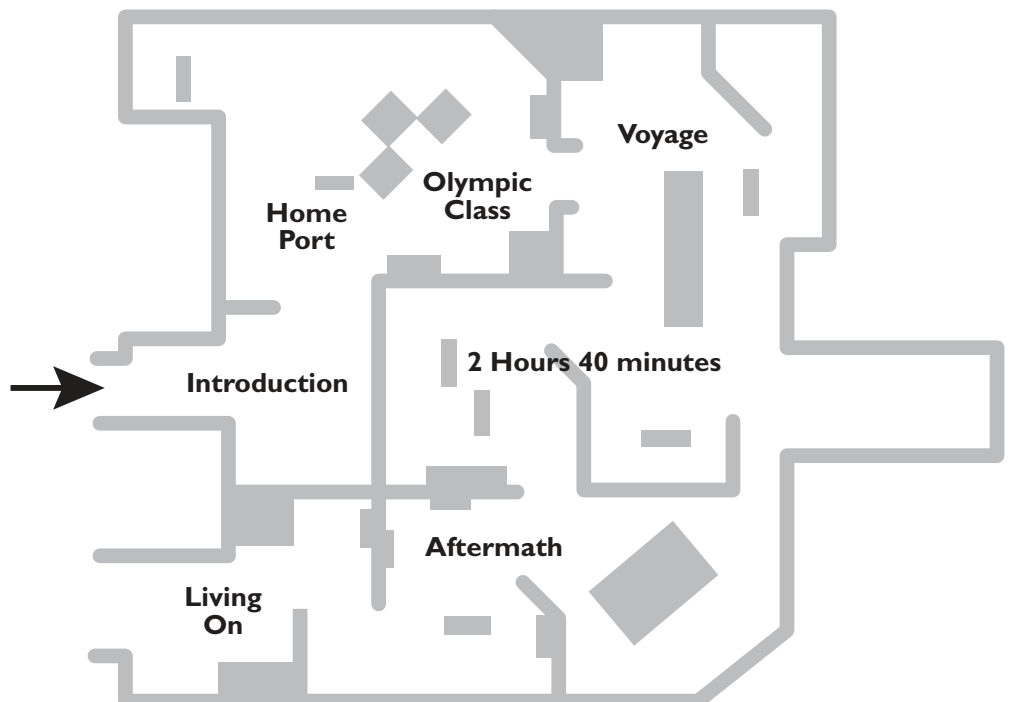 Voyage
Olympic
Class
Home
Port
2 Hours 40 minutes
Introduction
Aftermath
Living
On